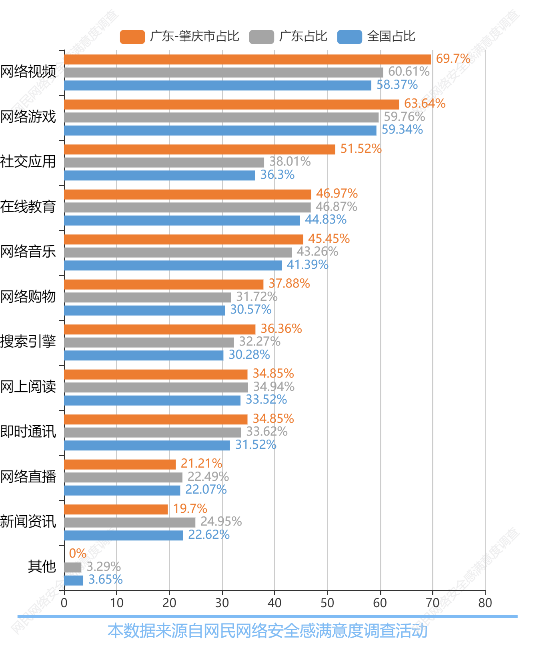 广东-肇庆市占比 广东占比 全国占比
网络视频 69.7%
60.61%
58.37%
网络游戏 63.64%
59.76%
59.34%
社交应用 51.52%
38.01%
36.3%
在线教育 46.97%
46.87%
44.83%
网络音乐 45.45%
43.26%
41.39%
网络购物 37.88%
31.72%
30.57%
搜索引擎 36.36%
32.27%
30.28%
网上阅读 34.85%
34.94%
33.52%
即时通讯 34.85%
33.62%
31.52%
网络直播 21.21%
22.49%
22.07%
新闻资讯 19.7%
24.95%
22.62%
其他 0%
3.29%
3.65%
0 10 20 30 40 50 60 70 80
本数据来源自网民网络安全感满意度调查活动